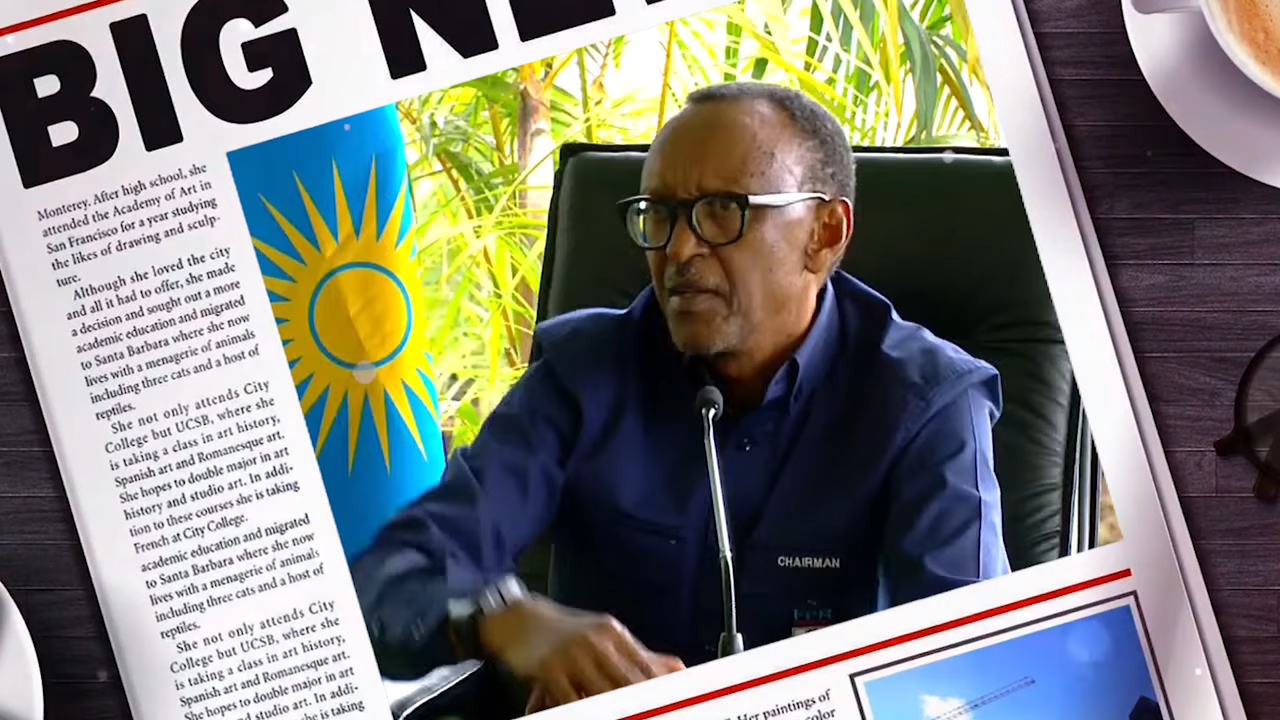 BIG
Monterey. After high school, she
attended the Academy of Art in
San Francisco for a year studying
the likes of drawing and sculp-
ture.
Although she loved the city
and all it had to offer, she made
a decision and sought out a more
academic education and migrated
to Santa Barbara where she now
lives with a menagerie of animals
including three cats and a host of
reptiles.
She not only attends City
College but UCSB, where she
is taking a class in art history,
Spanish art and Romanesque art.
She hopes to double major in art
history and studio art. In addi-
tion to these courses she is taking
French at City College.
academic education and migrated
to Santa Barbara where she now
lives with a menagerie of animals
including three cats and a host of
reptiles.
She not only attends City
College but UCSB, where she
is taking a class in art history,
Spanish art and Romanesque art.
She hopes to double major in art
studio art. In addi-
she is taking
CHAIRMAN
Her paintings of
color